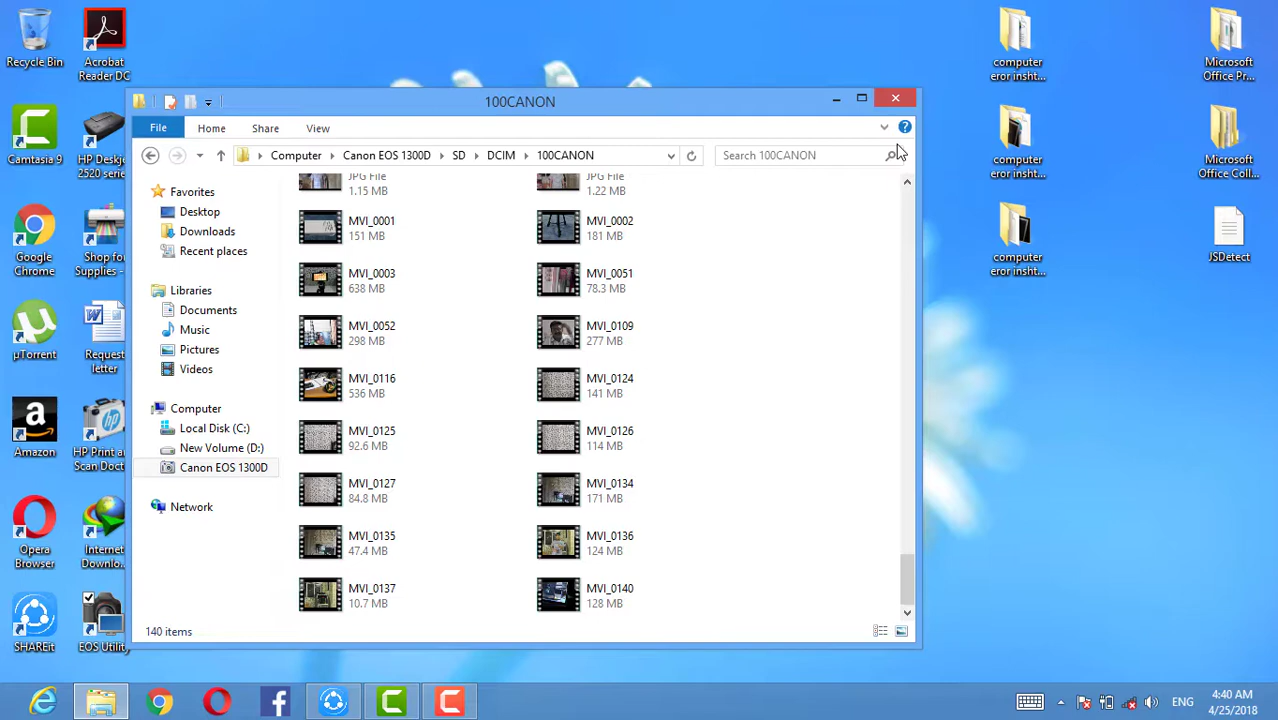 Recycle Bin
Acrobat
Reader DC
Camtasia 9
HP Deskj
2520 serie
Google
Chrome
Shop fo
Supplies -
µTorrent
Request
letter
Amazon
HP Print a
Scan Doct
Opera
Browser
Internet
Downlo...
SHAREit
EOS Utility
100CANON
File
Home
Share
View
Computer
Canon EOS 1300D
SD
DCIM
100CANON
Search 100CANON
Favorites
Desktop
Downloads
Recent places
Libraries
Documents
Music
Pictures
Videos
Computer
Local Disk (C:)
New Volume (D:)
Canon EOS 1300D
Network
JPG File
1.15 MB
JPG File
1.22 MB
MVI_0001
151 MB
MVI_0002
181 MB
MVI_0003
638 MB
MVI_0051
78.3 MB
MVI_0052
298 MB
MVI_0109
277 MB
MVI_0116
536 MB
MVI_0124
141 MB
MVI_0125
92.6 MB
MVI_0126
114 MB
MVI_0127
84.8 MB
MVI_0134
171 MB
MVI_0135
47.4 MB
MVI_0136
124 MB
MVI_0137
10.7 MB
MVI_0140
128 MB
140 items
computer
eror insht...
computer
eror insht...
computer
eror insht...
Microsoft
Office Pr...
Microsoft
Office Coll...
JSDetect
ENG
4:40 AM
4/25/2018